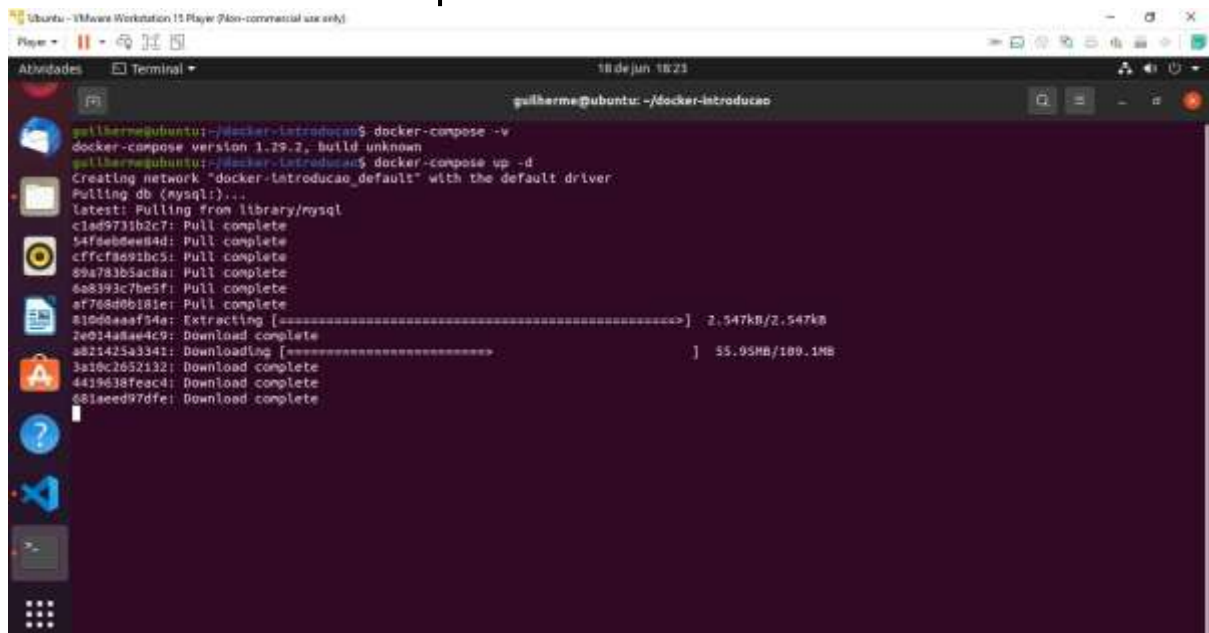 Ubuntu - VMware Workstation 15 Player (Non-commercial use only)
Player
Atividades Terminal 18 de jun 18:23
guilherme@ubuntu: ~/docker-introducao
guilherme@ubuntu:~/docker-introducao$ docker-compose -v
docker-compose version 1.29.2, build unknown
guilherme@ubuntu:~/docker-introducao$ docker-compose up -d
Creating network "docker-introducao_default" with the default driver
Pulling db (mysql:)...
latest: Pulling from library/mysql
c1ad9731b2c7: Pull complete
54f6eb0ee84d: Pull complete
cffcf8691bc5: Pull complete
89a783b5ac8a: Pull complete
6a8393c7be5f: Pull complete
af768d0b181e: Pull complete
810d6aaaf54a: Extracting [==================================================>] 2.547kB/2.547kB
2e014a8ae4c9: Download complete
a821425a3341: Downloading [=========================> ] 55.95MB/109.1MB
3a10c2652132: Download complete
4419638feac4: Download complete
681aeed97dfe: Download complete